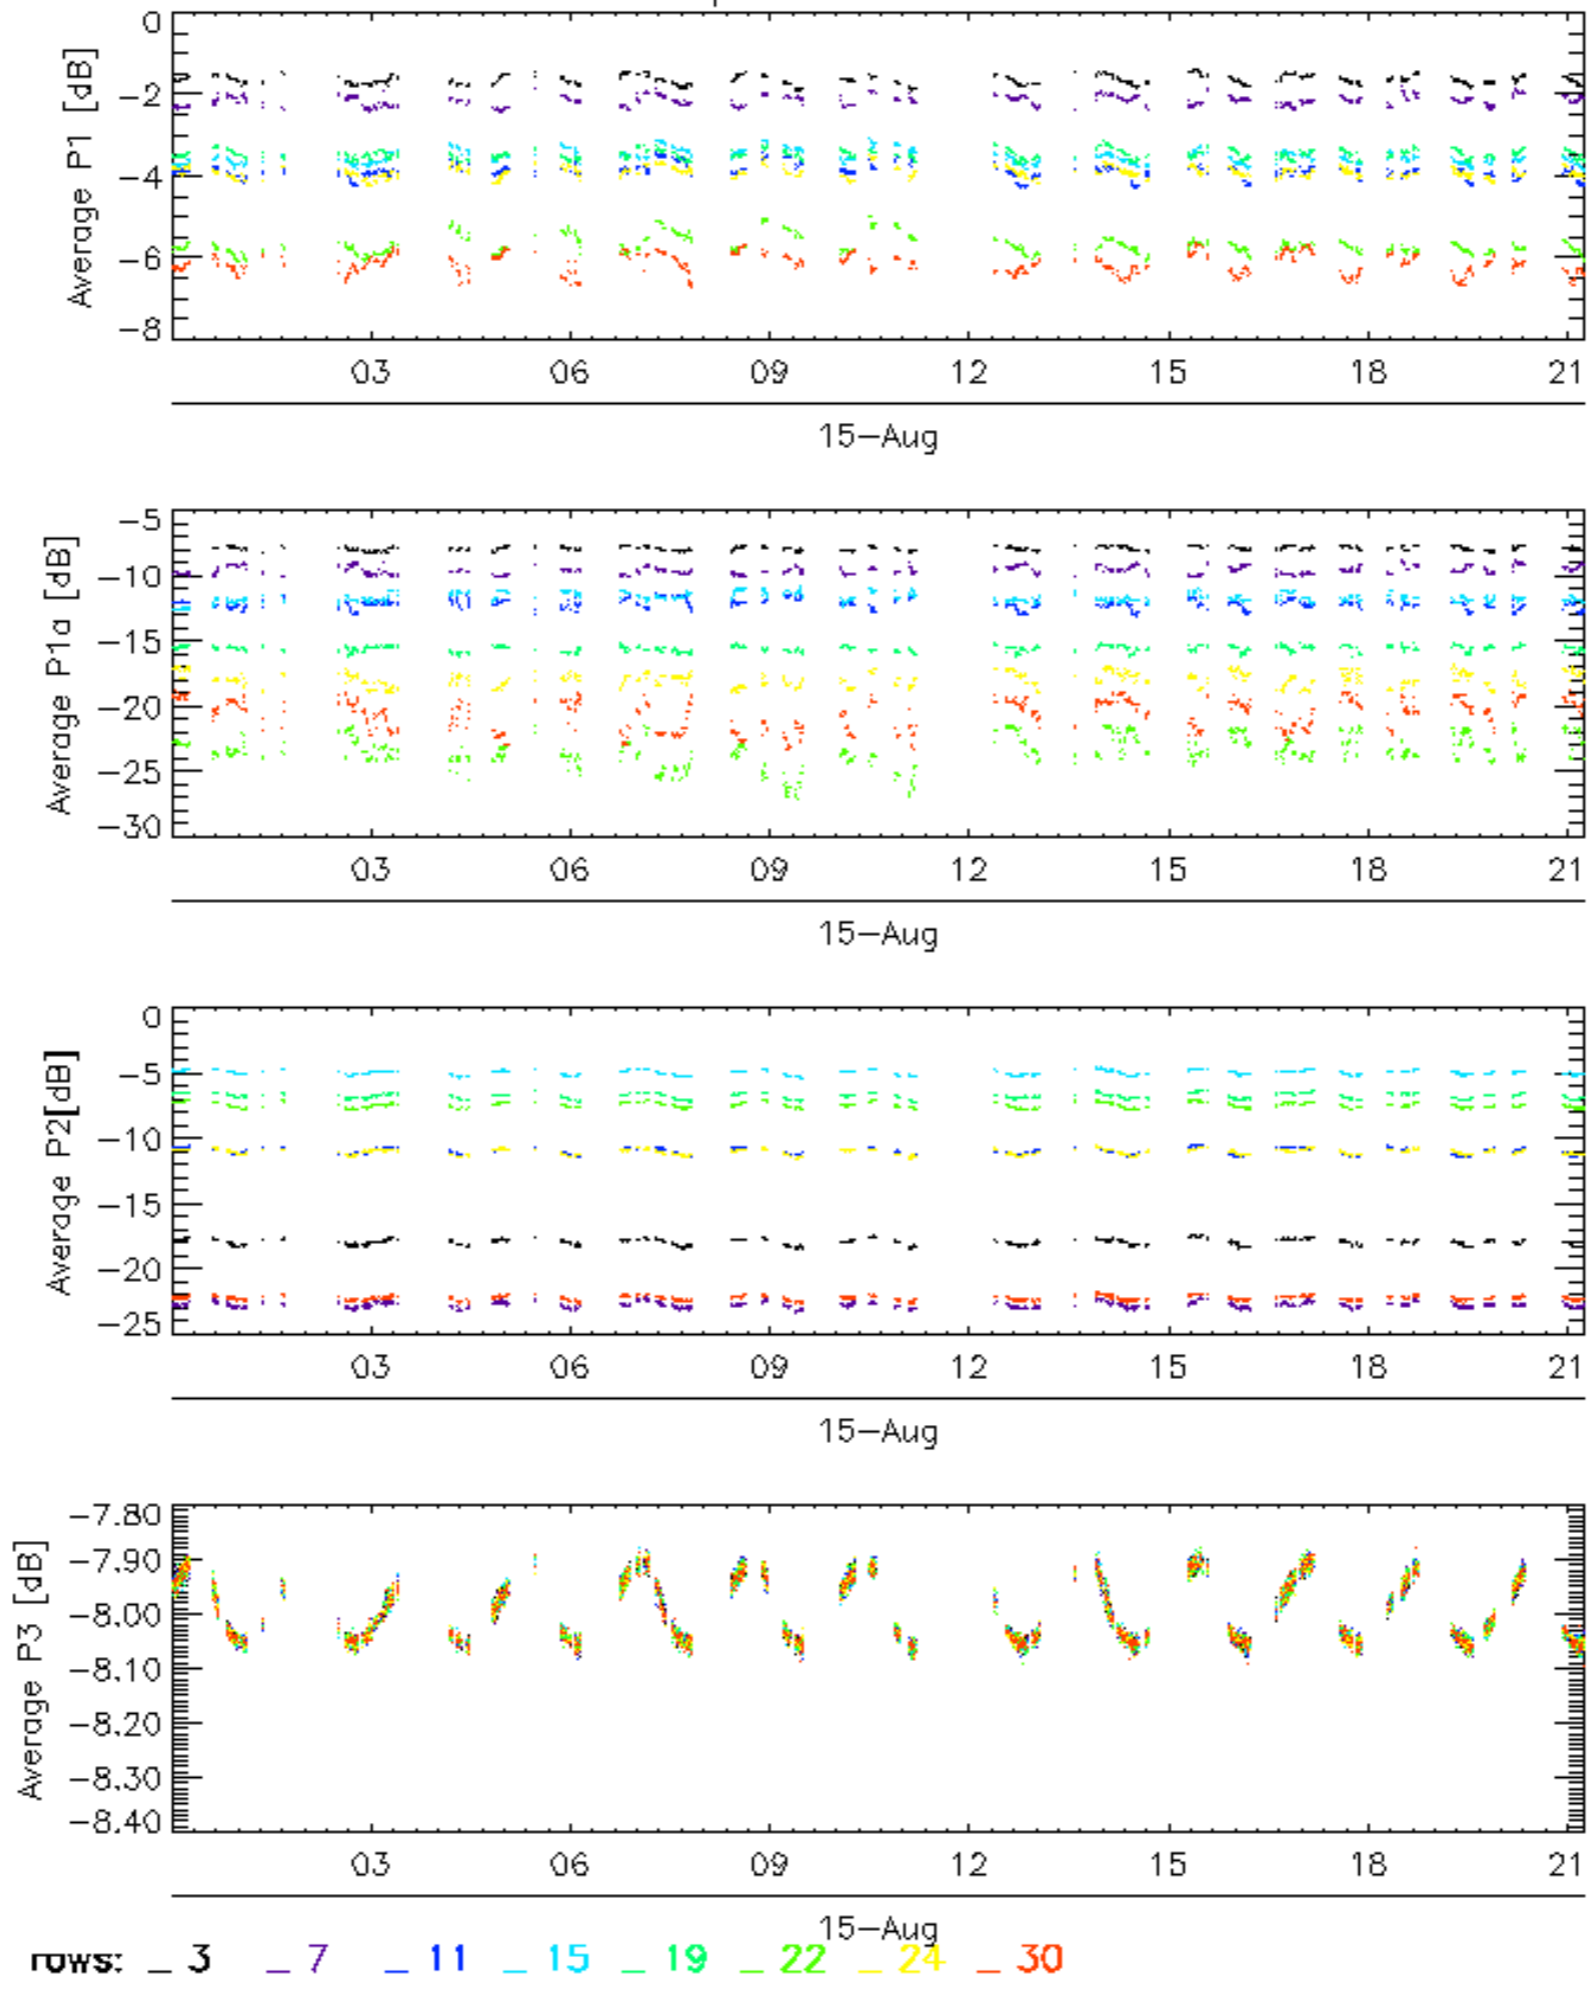 Average P1 [dB]
0
−2
−4
−6
−8
03 06 09 12 15 18 21
15−Aug
Average P1a [dB]
−5
−10
−15
−20
−25
−30
03 06 09 12 15 18 21
15−Aug
Average P2[dB]
0
−5
−10
−15
−20
−25
03 06 09 12 15 18 21
15−Aug
Average P3 [dB]
−7.80
−7.90
−8.00
−8.10
−8.20
−8.30
−8.40
03 06 09 12 15 18 21
15−Aug
rows: _ 3 _ 7 _ 11 _ 15 _ 19 _ 22 _ 24 _ 30